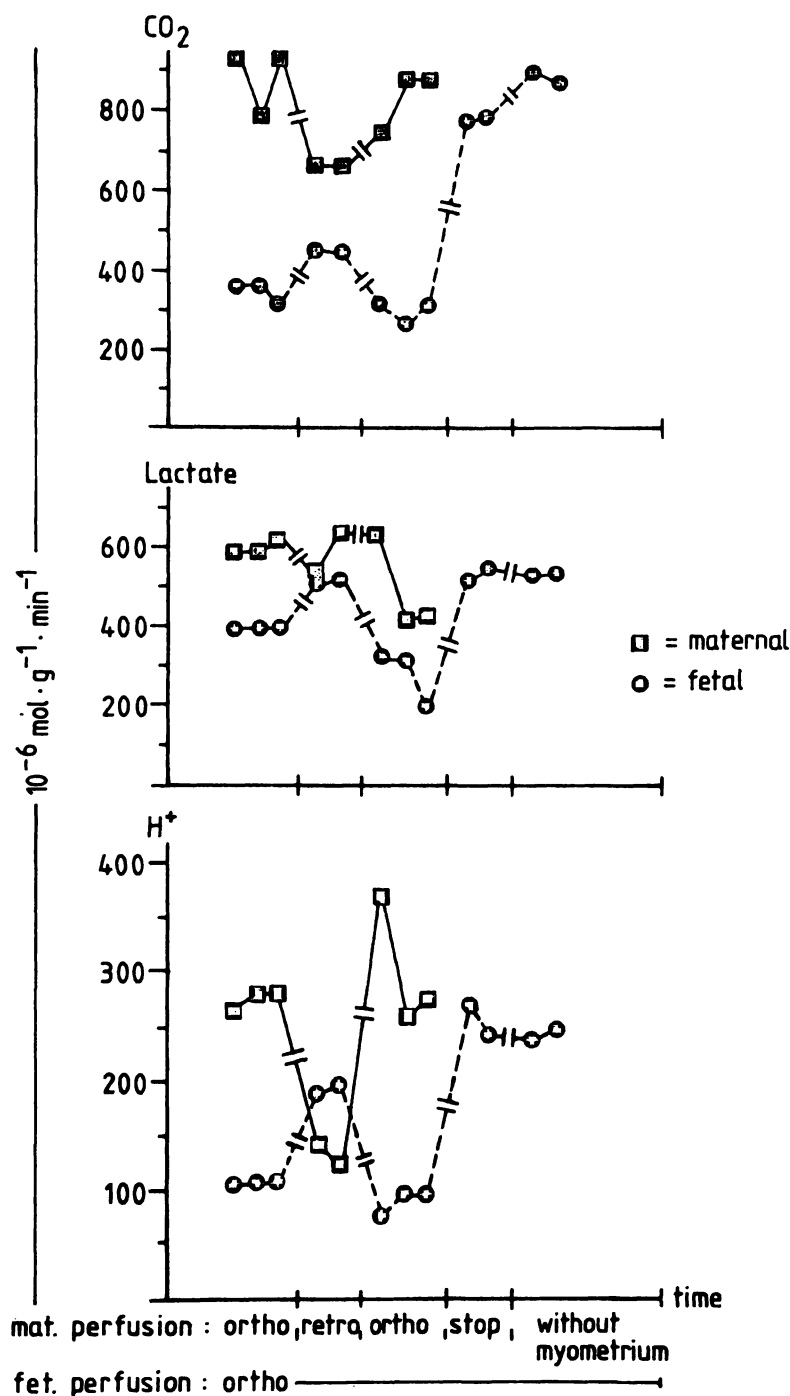 CO2
800
600
400
200
Lactate
600
400
200
10⁻⁶ mol · g⁻¹ · min⁻¹
= maternal
= fetal
H⁺
400
300
200
100
time
mat. perfusion : ortho retro ortho stop without
myometrium
fet. perfusion : ortho